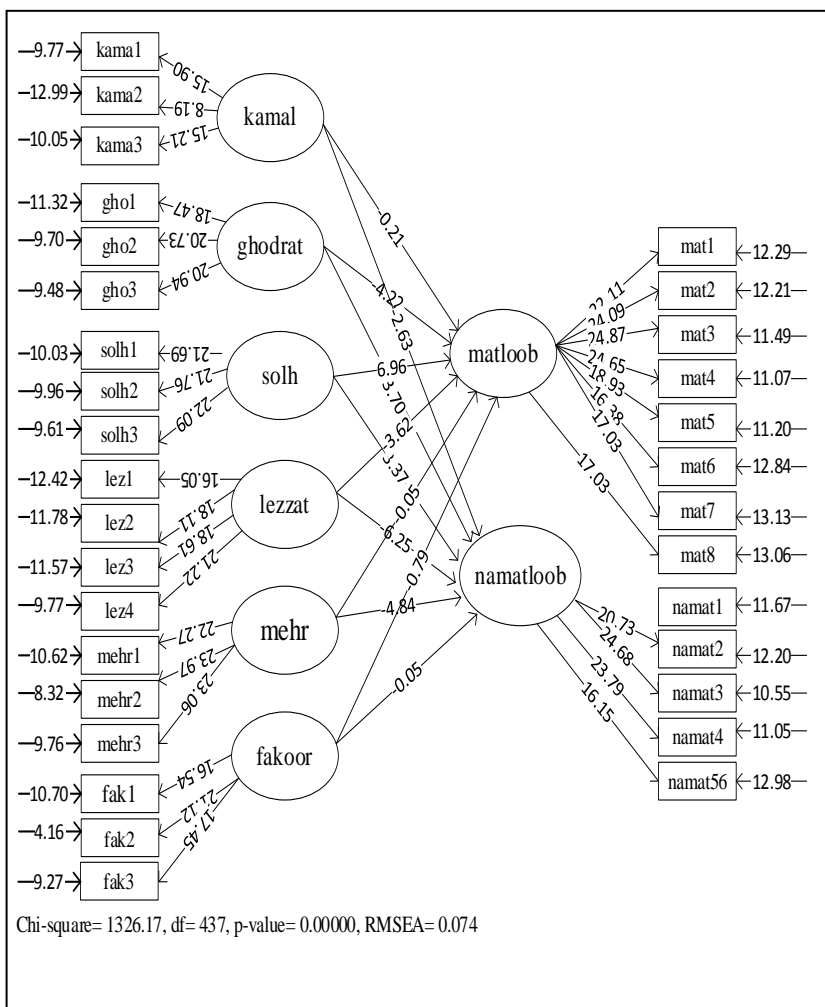 9.77
kama1
15.90
12.99
kama2
8.19
10.05
kama3
15.21
kamal
11.32
gho1
18.47
9.70
gho2
20.73
9.48
gho3
20.94
ghodrat
10.03
solh1
21.69
9.96
solh2
21.76
9.61
solh3
22.09
solh
12.42
lez1
16.05
11.78
lez2
18.11
11.57
lez3
18.61
9.77
lez4
21.22
lezzat
10.62
mehr1
22.27
8.32
mehr2
23.97
9.76
mehr3
23.06
mehr
10.70
fak1
16.54
4.16
fak2
21.12
9.27
fak3
17.45
fakoor
-0.21
-2.63
-4.22
3.70
6.96
3.37
-3.62
-6.25
-0.05
-4.84
-0.79
-0.05
matloob
namatloob
22.11
mat1
12.29
24.09
mat2
12.21
24.87
mat3
11.49
24.65
mat4
11.07
18.93
mat5
11.20
16.38
mat6
12.84
17.03
mat7
13.13
17.03
mat8
13.06
namat1
11.67
20.73
namat2
12.20
24.68
namat3
10.55
23.79
namat4
11.05
16.15
namat56
12.98
Chi-square= 1326.17, df= 437, p-value= 0.00000, RMSEA= 0.074